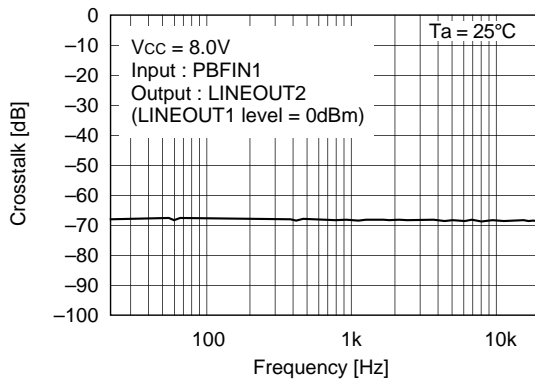 Crosstalk [dB]
0
–10
–20
–30
–40
–50
–60
–70
–80
–90
–100
Ta = 25°C
VCC = 8.0V
Input : PBFIN1
Output : LINEOUT2
(LINEOUT1 level = 0dBm)
100
1k
10k
Frequency [Hz]